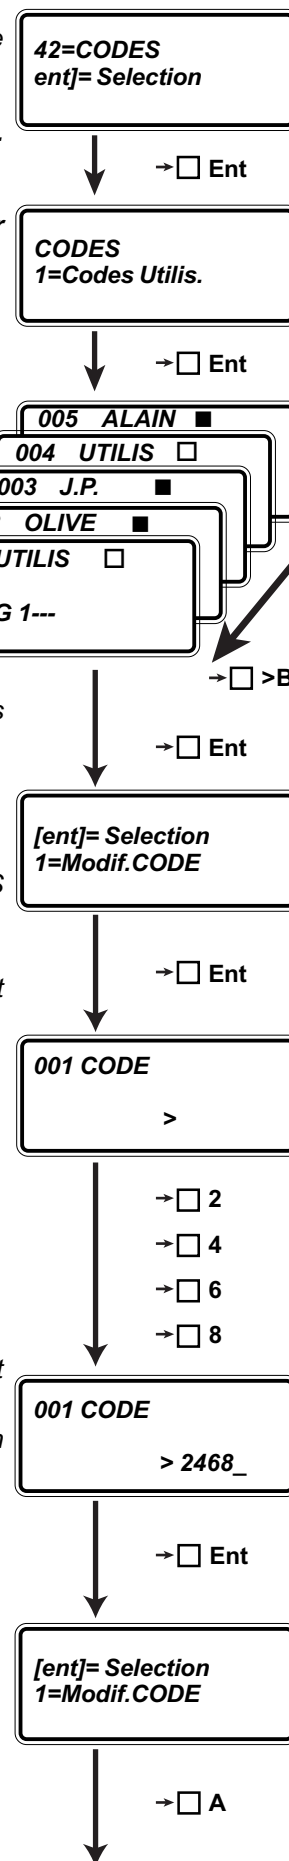 42=CODES
ent]= Selection
→□ Ent
CODES
1=Codes Utilis.
→□ Ent
005 ALAIN ■
004 UTILIS □
003 J.P. ■
OLIVE ■
UTILIS □
G 1---
→□ >B
→□ Ent
[ent]= Selection
1=Modif.CODE
→□ Ent
001 CODE
>
→□ 2
→□ 4
→□ 6
→□ 8
001 CODE
> 2468_
→□ Ent
[ent]= Selection
1=Modif.CODE
→□ A